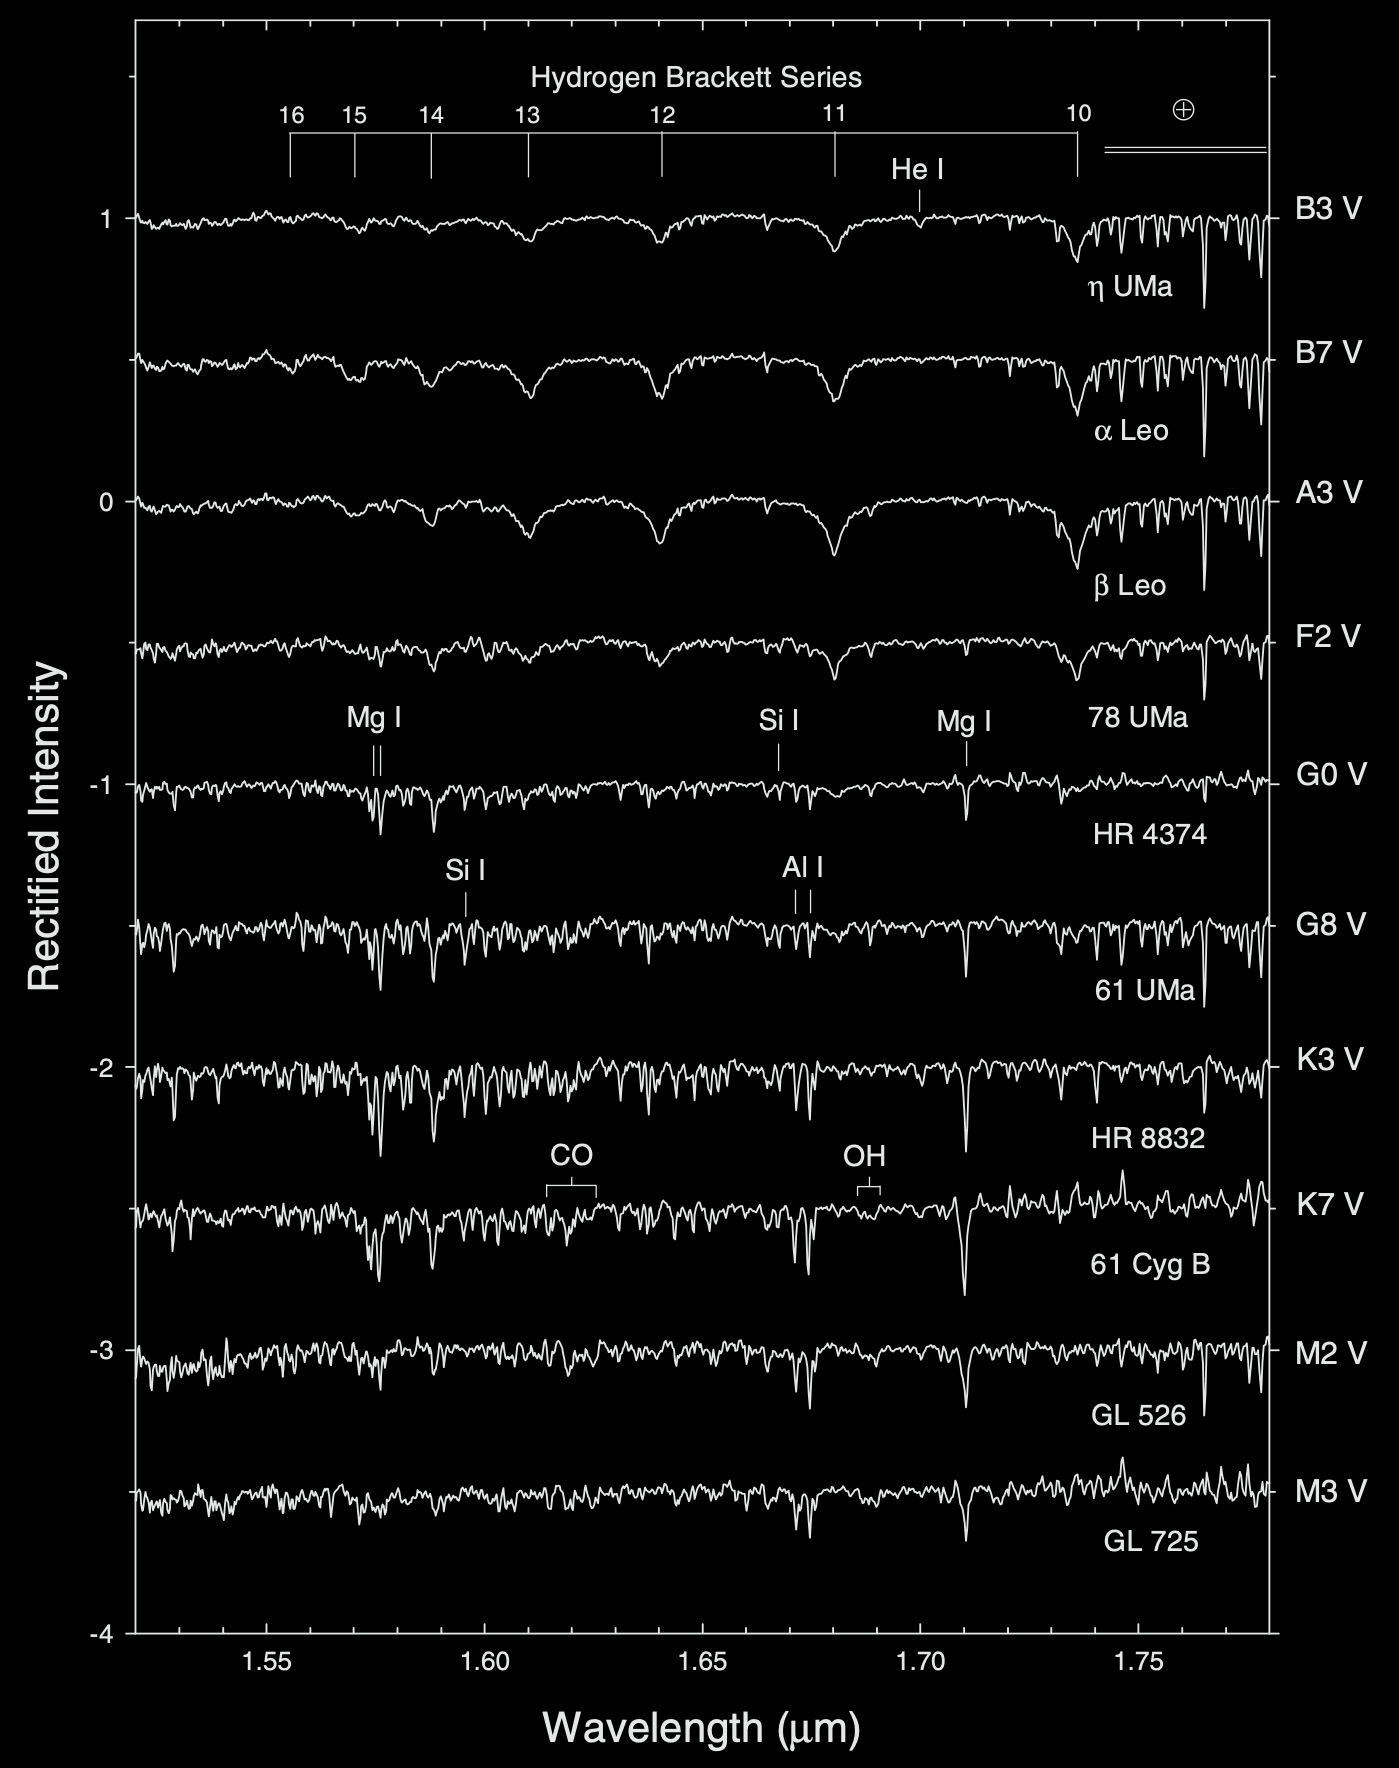 Hydrogen Brackett Series
16 15 14 13 12 11 10 ⊕
He I
1
B3 V
η UMa
B7 V
α Leo
0
A3 V
β Leo
F2 V
Mg I Si I Mg I 78 UMa
-1
G0 V
HR 4374
Si I Al I
G8 V
61 UMa
-2
K3 V
HR 8832
CO OH
K7 V
61 Cyg B
-3
M2 V
GL 526
M3 V
GL 725
-4
1.55 1.60 1.65 1.70 1.75
Wavelength (μm)
Rectified Intensity